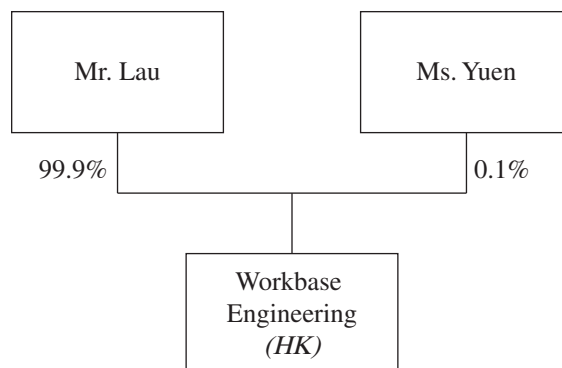 Mr. Lau
Ms. Yuen
99.9%
0.1%
Workbase
Engineering
(HK)